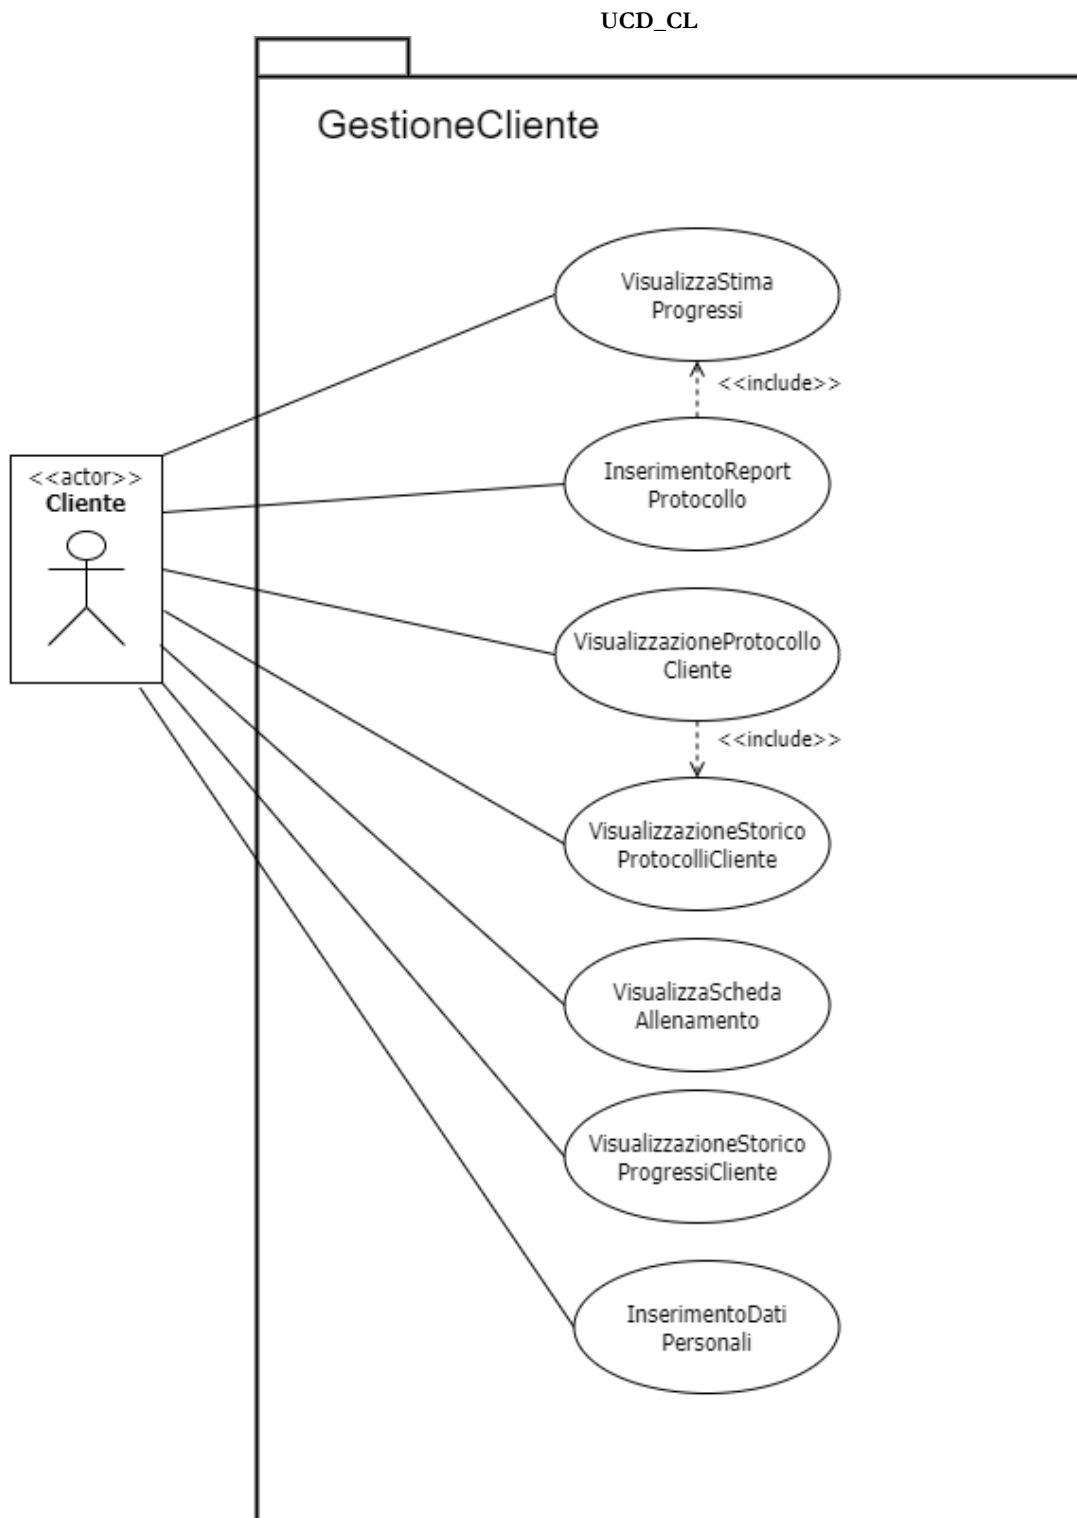 UCD_CL
GestioneCliente
VisualizzaStima
Progressi
<<include>>
InserimentoReport
Protocollo
<<actor>>
Cliente
VisualizzazioneProtocollo
Cliente
<<include>>
VisualizzazioneStorico
ProtocolliCliente
VisualizzaScheda
Allenamento
VisualizzazioneStorico
ProgressiCliente
InserimentoDati
Personali